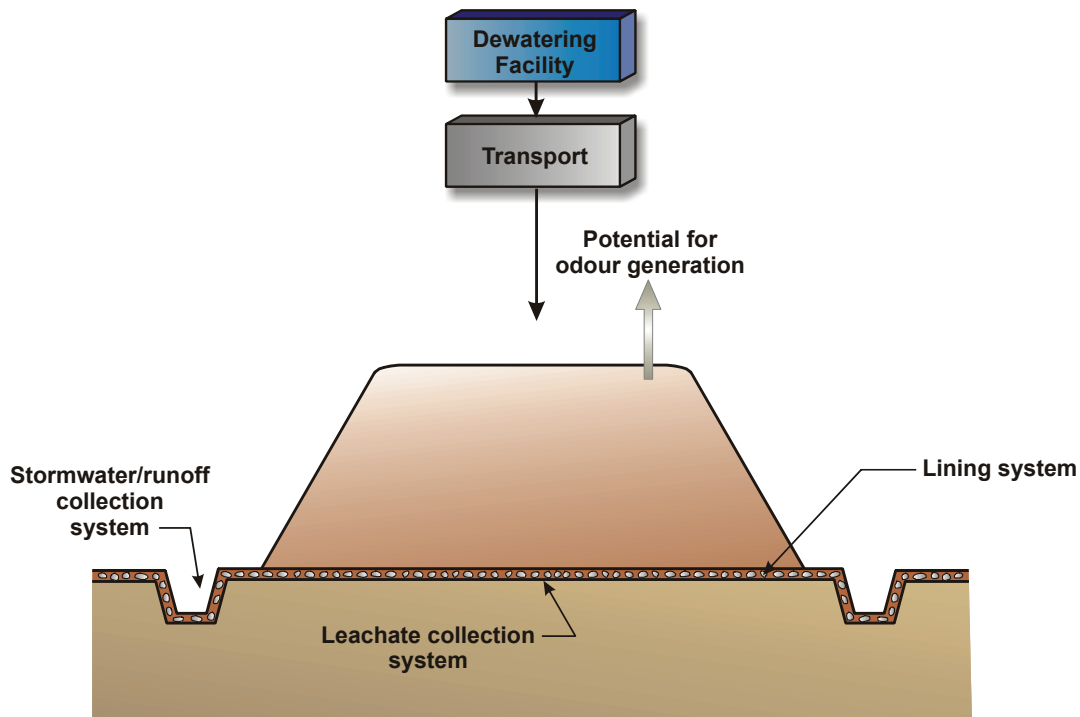 Dewatering
Facility
Transport
Potential for
odour generation
Stormwater/runoff
collection
system
Lining system
Leachate collection
system